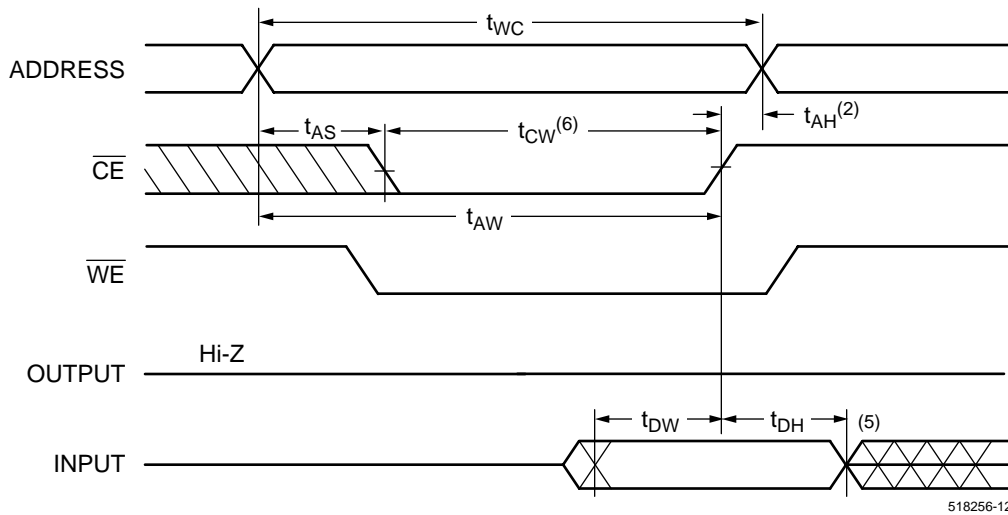 tWC
ADDRESS
tAH(2)
tAS
tCW(6)
CE
tAW
WE
Hi-Z
OUTPUT
tDW
tDH
(5)
INPUT
518256-12